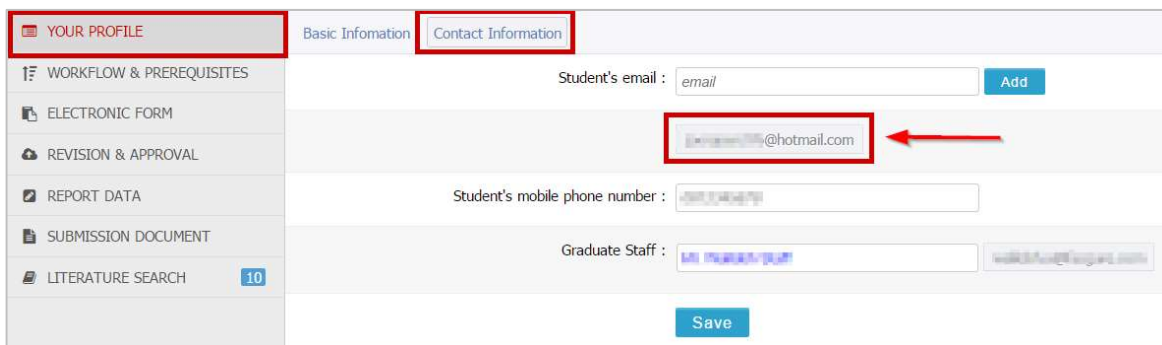 YOUR PROFILE
Basic Infomation
Contact Information
WORKFLOW & PREREQUISITES
Student's email :
email
Add
ELECTRONIC FORM
@hotmail.com
REVISION & APPROVAL
REPORT DATA
Student's mobile phone number :
SUBMISSION DOCUMENT
Graduate Staff :
LITERATURE SEARCH
10
Save